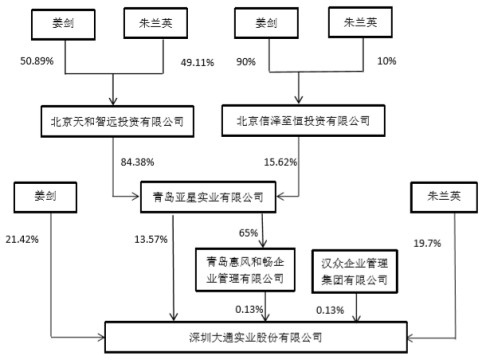 姜剑
朱兰英
姜剑
朱兰英
50.89%
49.11%
90%
10%
北京天和智远投资有限公司
北京信泽至恒投资有限公司
84.38%
15.62%
姜剑
青岛亚星实业有限公司
朱兰英
21.42%
13.57%
65%
19.7%
青岛惠风和畅企
业管理有限公司
汉众企业管理
集团有限公司
0.13%
0.13%
深圳大通实业股份有限公司